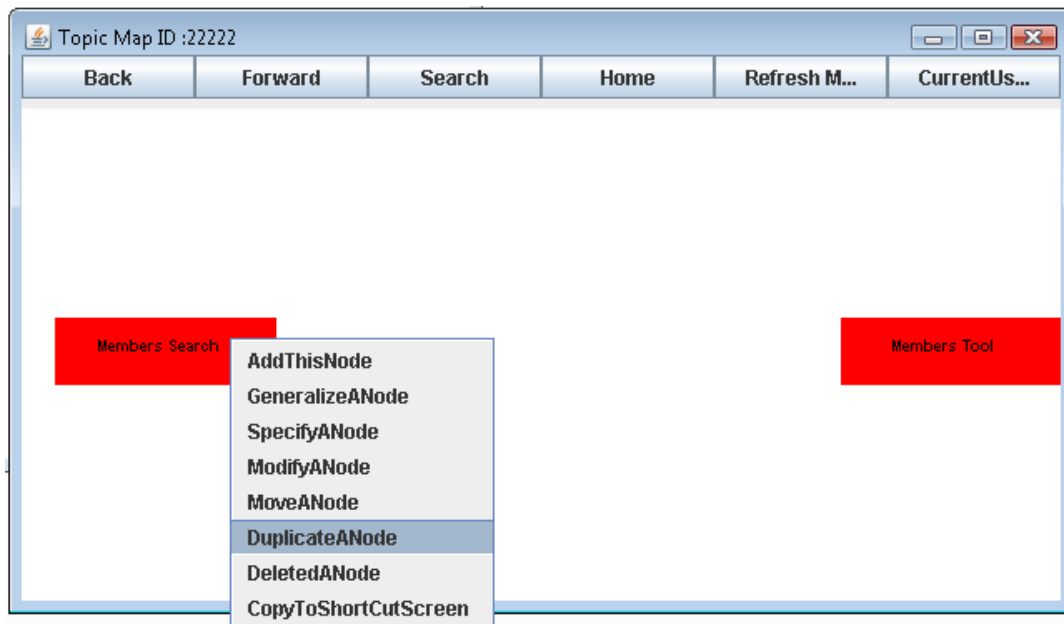 Topic Map ID :22222
Back Forward Search Home Refresh M... CurrentUs...
Members Search
Members Tool
AddThisNode
GeneralizeANode
SpecifyANode
ModifyANode
MoveANode
DuplicateANode
DeletedANode
CopyToShortCutScreen